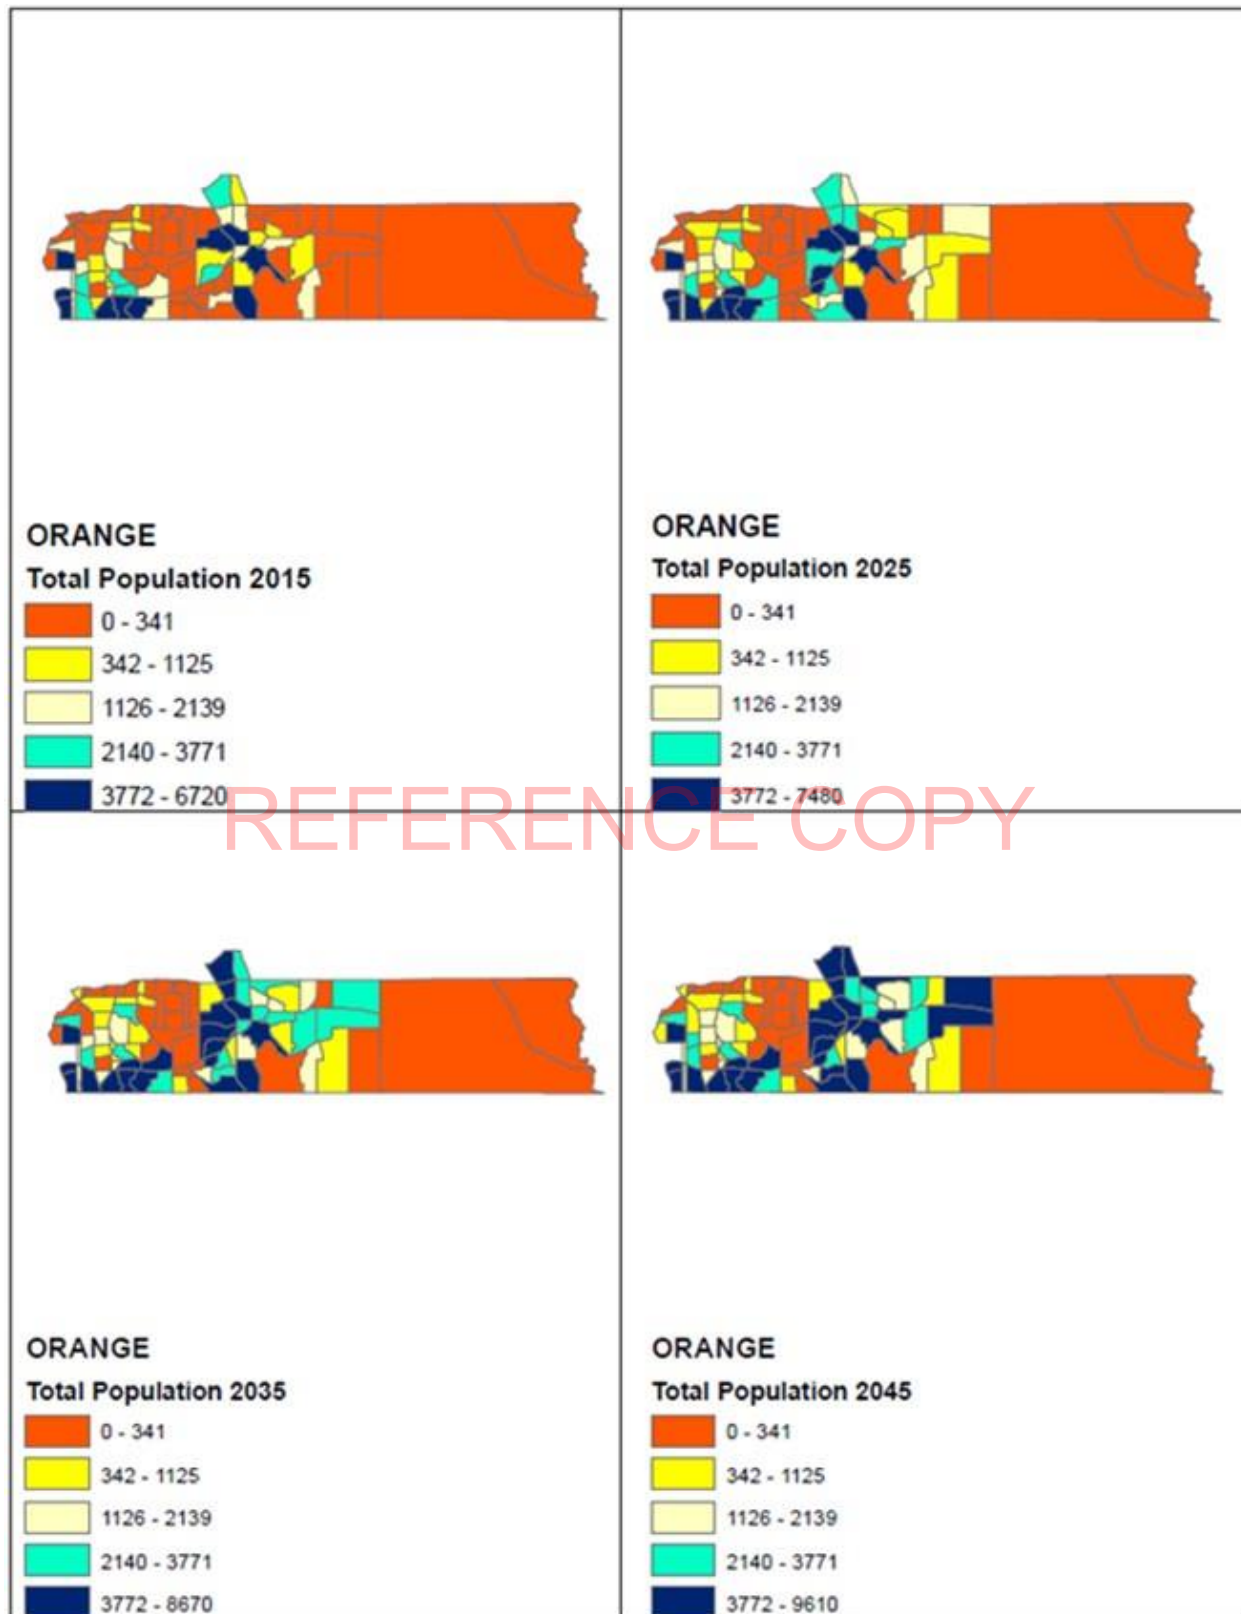 ORANGE
Total Population 2015
0 - 341
342 - 1125
1126 - 2139
2140 - 3771
3772 - 6720
ORANGE
Total Population 2025
0 - 341
342 - 1125
1126 - 2139
2140 - 3771
3772 - 7480
REFERENCE COPY
ORANGE
Total Population 2035
0 - 341
342 - 1125
1126 - 2139
2140 - 3771
3772 - 8670
ORANGE
Total Population 2045
0 - 341
342 - 1125
1126 - 2139
2140 - 3771
3772 - 9610